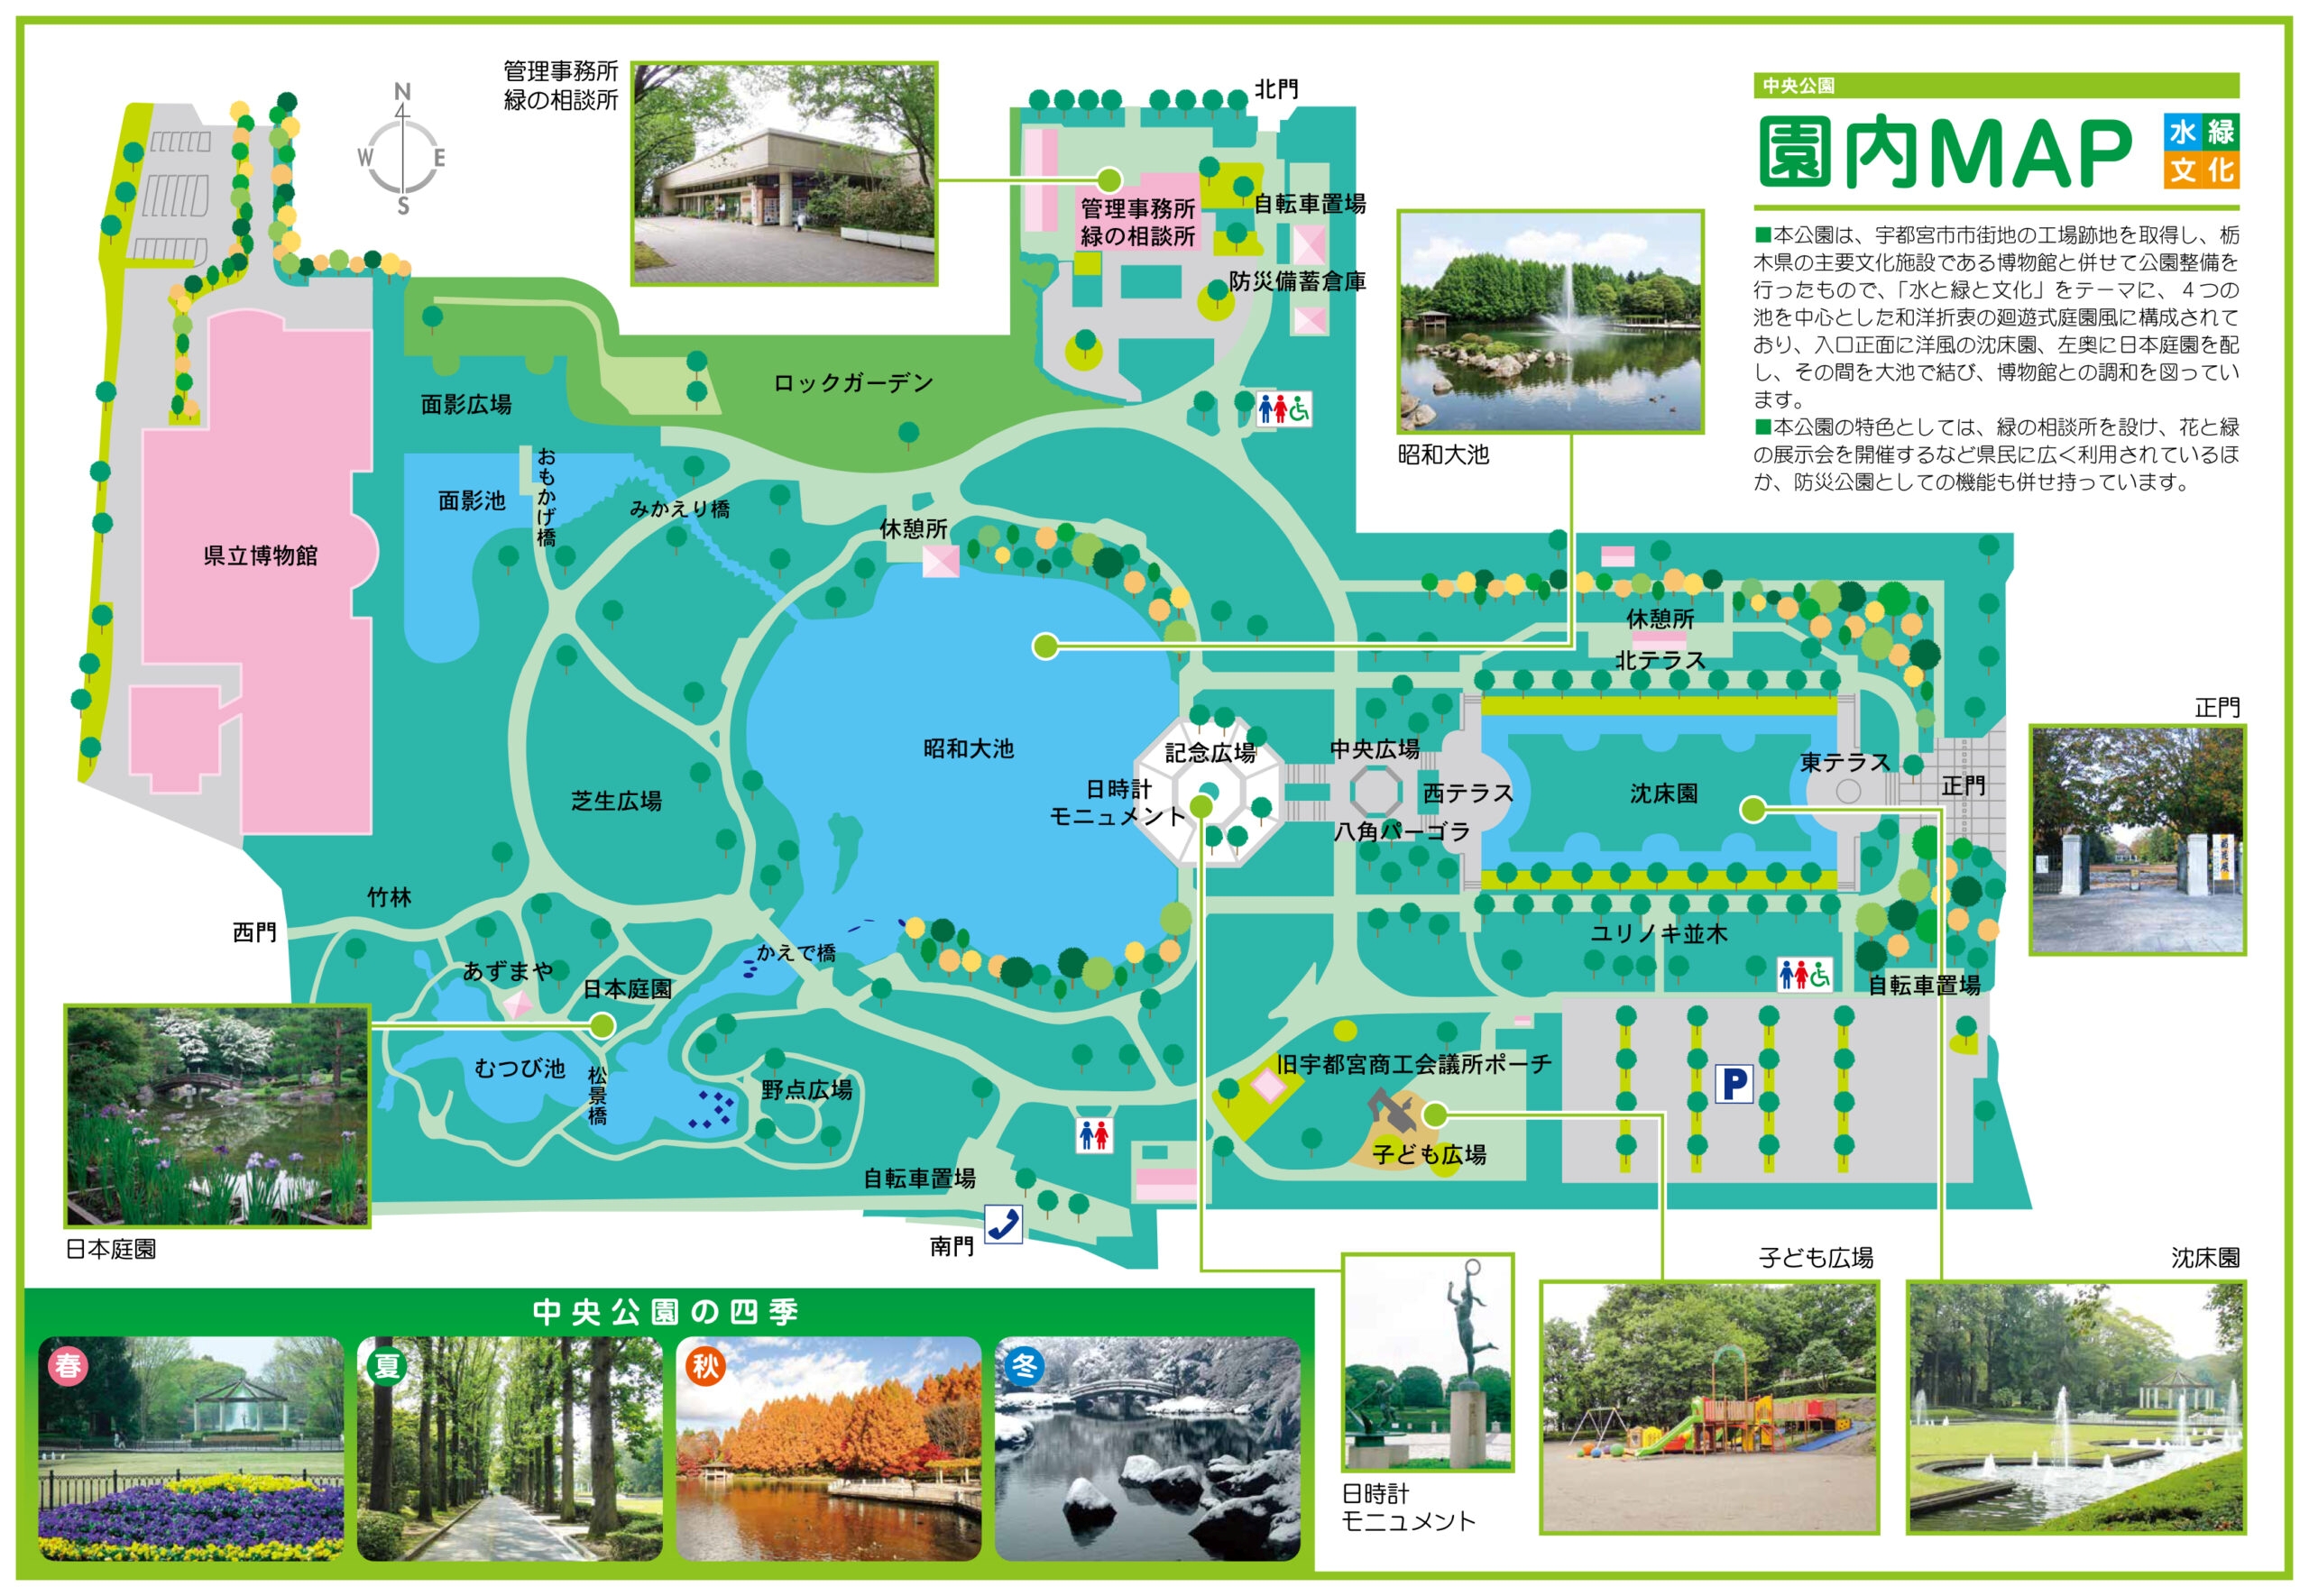 中央公園
園内MAP
水 緑
文 化
■本公園は、宇都宮市市街地の工場跡地を取得し、栃
木県の主要文化施設である博物館と併せて公園整備を
行ったもので、「水と緑と文化」をテーマに、４つの
池を中心とした和洋折衷の廻遊式庭園風に構成されて
おり、入口正面に洋風の沈床園、左奥に日本庭園を配
し、その間を大池で結び、博物館との調和を図ってい
ます。
■本公園の特色としては、緑の相談所を設け、花と緑
の展示会を開催するなど県民に広く利用されているほ
か、防災公園としての機能も併せ持っています。
N
W
E
S
管理事務所
緑の相談所
北門
管理事務所
緑の相談所
自転車置場
防災備蓄倉庫
昭和大池
ロックガーデン
面影広場
面影池
おもかげ橋
みかえり橋
休憩所
県立博物館
休憩所
北テラス
昭和大池
記念広場
日時計
モニュメント
中央広場
西テラス
八角パーゴラ
沈床園
東テラス
正門
正門
芝生広場
竹林
西門
ユリノキ並木
かえで橋
あずまや
日本庭園
自転車置場
むつび池
松景橋
野点広場
旧宇都宮商工会議所ポーチ
P
子ども広場
自転車置場
南門
日本庭園
子ども広場
沈床園
日時計
モニュメント
中央公園の四季
春
夏
秋
冬